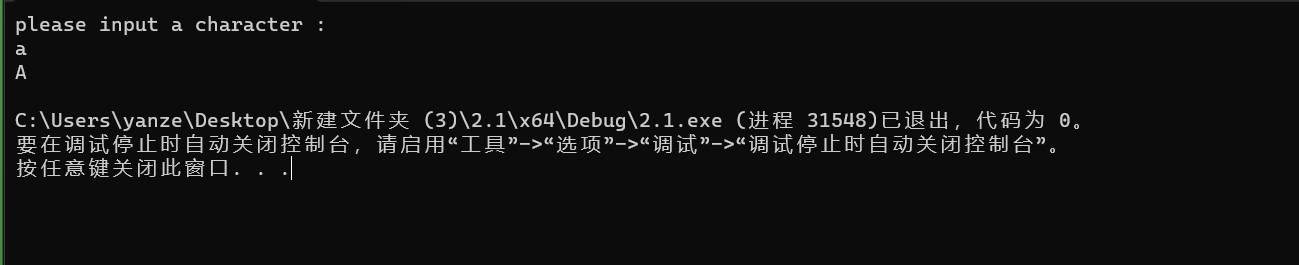 please input a character :
a
A
C:\Users\yanze\Desktop\新建文件夹 (3)\2.1\x64\Debug\2.1.exe (进程 31548)已退出，代码为 0。
要在调试停止时自动关闭控制台，请启用“工具”->“选项”->“调试”->“调试停止时自动关闭控制台”。
按任意键关闭此窗口. . .